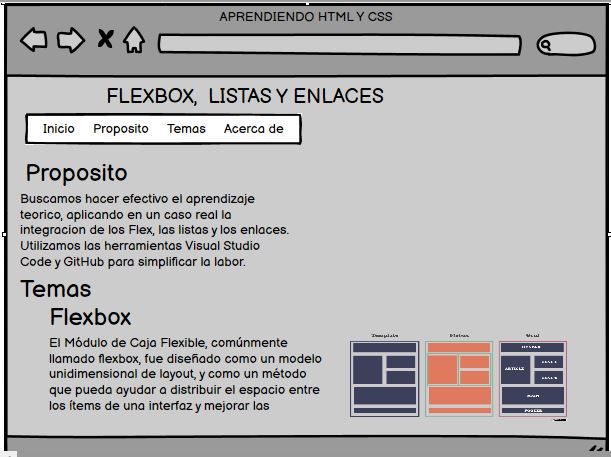 APRENDIENDO HTML Y CSS
FLEXBOX, LISTAS Y ENLACES
Inicio Proposito Temas Acerca de
Proposito
Buscamos hacer efectivo el aprendizaje
teorico, aplicando en un caso real la
integracion de los Flex, las listas y los enlaces.
Utilizamos las herramientas Visual Studio
Code y GitHub para simplificar la labor.
Temas
Flexbox
El Módulo de Caja Flexible, comúnmente
llamado flexbox, fue diseñado como un modelo
unidimensional de layout, y como un método
que pueda ayudar a distribuir el espacio entre
los ítems de una interfaz y mejorar las
Template
HEADER
ARTICLE
MAIN
FOOTER